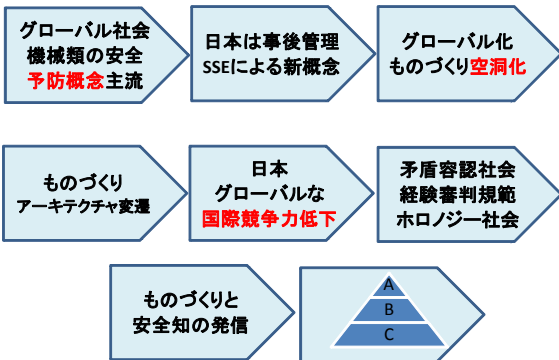 グローバル社会
機械類の安全
予防概念主流
日本は事後管理
SSEによる新概念
グローバル化
ものづくり空洞化
ものづくり
アーキテクチャ変遷
日本
グローバルな
国際競争力低下
矛盾容認社会
経験審判規範
ホロノジー社会
ものづくりと
安全知の発信
A
B
C